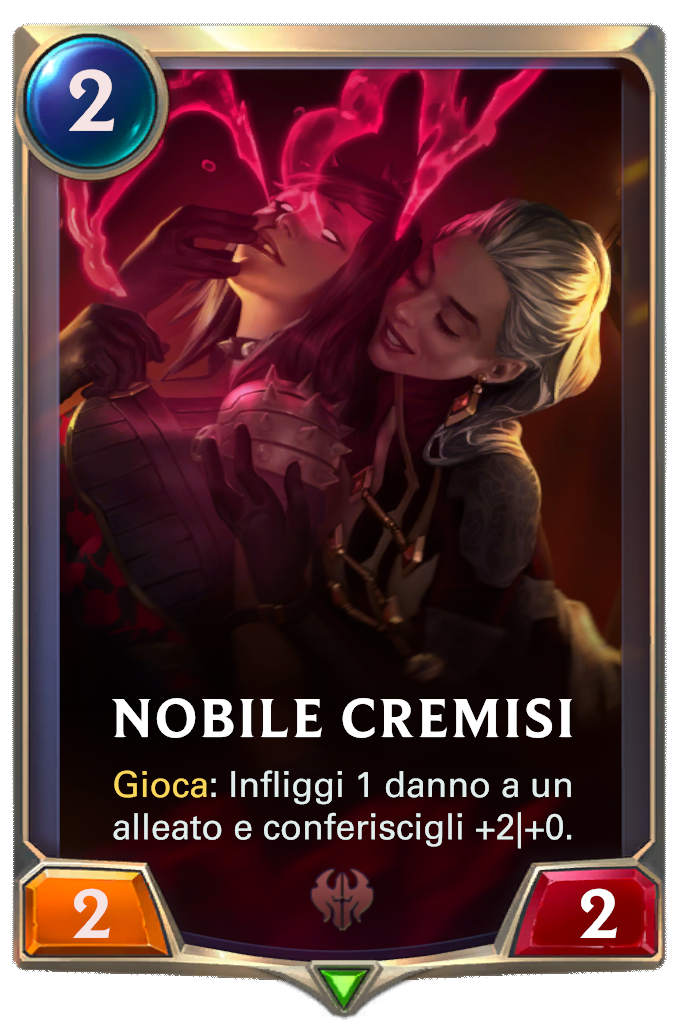 2
NOBILE CREMISI
Gioca: Infliggi 1 danno a un
alleato e conferiscigli +2|+0.
2
2